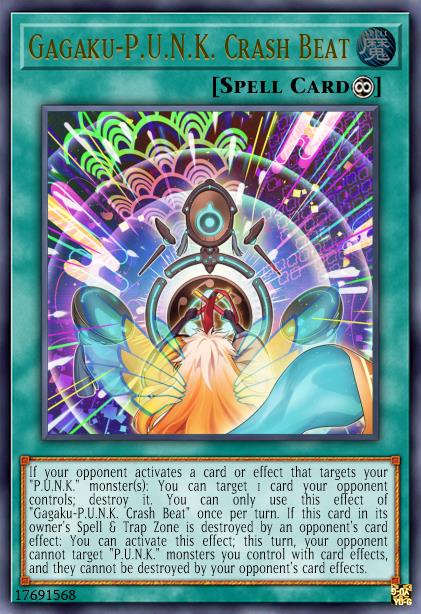 GAGAKU-P.U.N.K. CRASH BEAT
魔
[SPELL CARD]
If your opponent activates a card or effect that targets your
"P.U.N.K." monster(s): You can target 1 card your opponent
controls; destroy it. You can only use this effect of
"Gagaku-P.U.N.K. Crash Beat" once per turn. If this card in its
owner's Spell & Trap Zone is destroyed by an opponent's card
effect: You can activate this effect; this turn, your opponent
cannot target "P.U.N.K." monsters you control with card effects,
and they cannot be destroyed by your opponent's card effects.
17691568